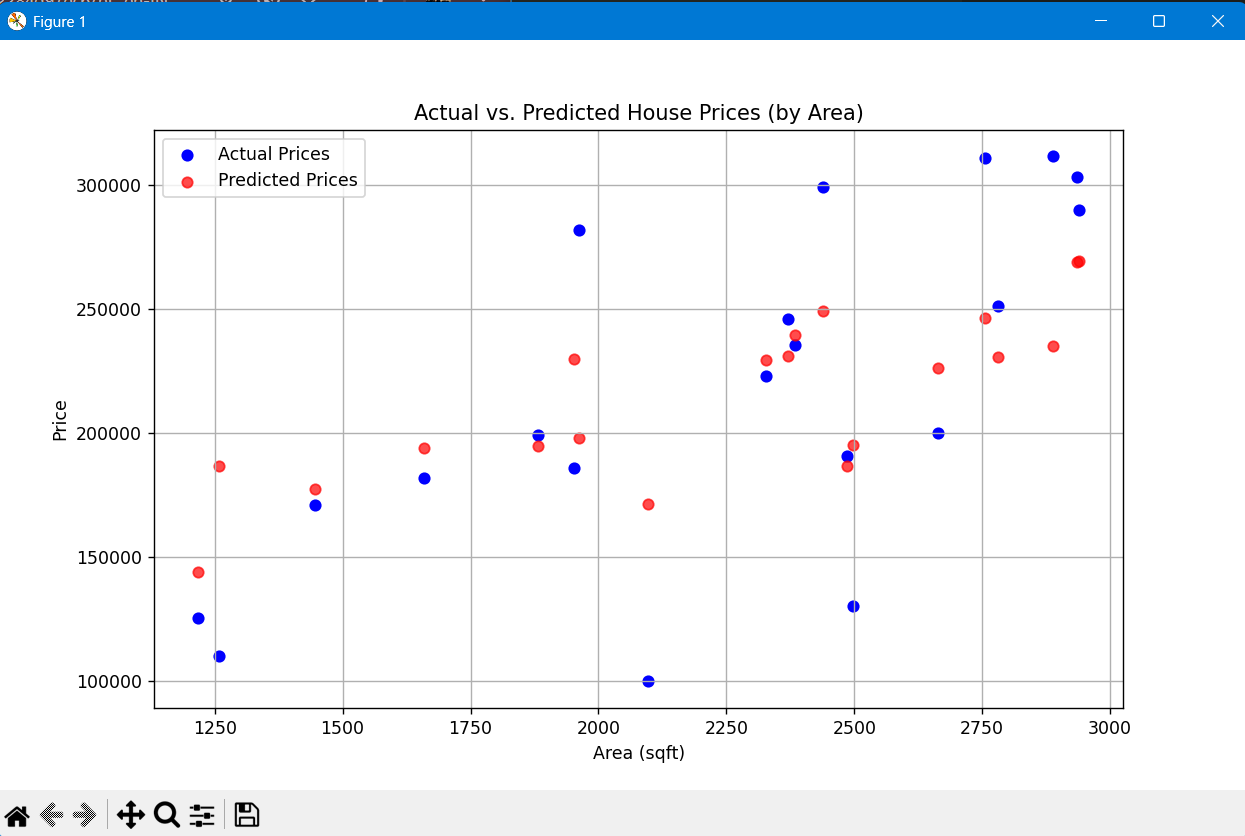 Figure 1
Actual vs. Predicted House Prices (by Area)
Actual Prices
Predicted Prices
300000
250000
200000
150000
100000
Price
1250 1500 1750 2000 2250 2500 2750 3000
Area (sqft)